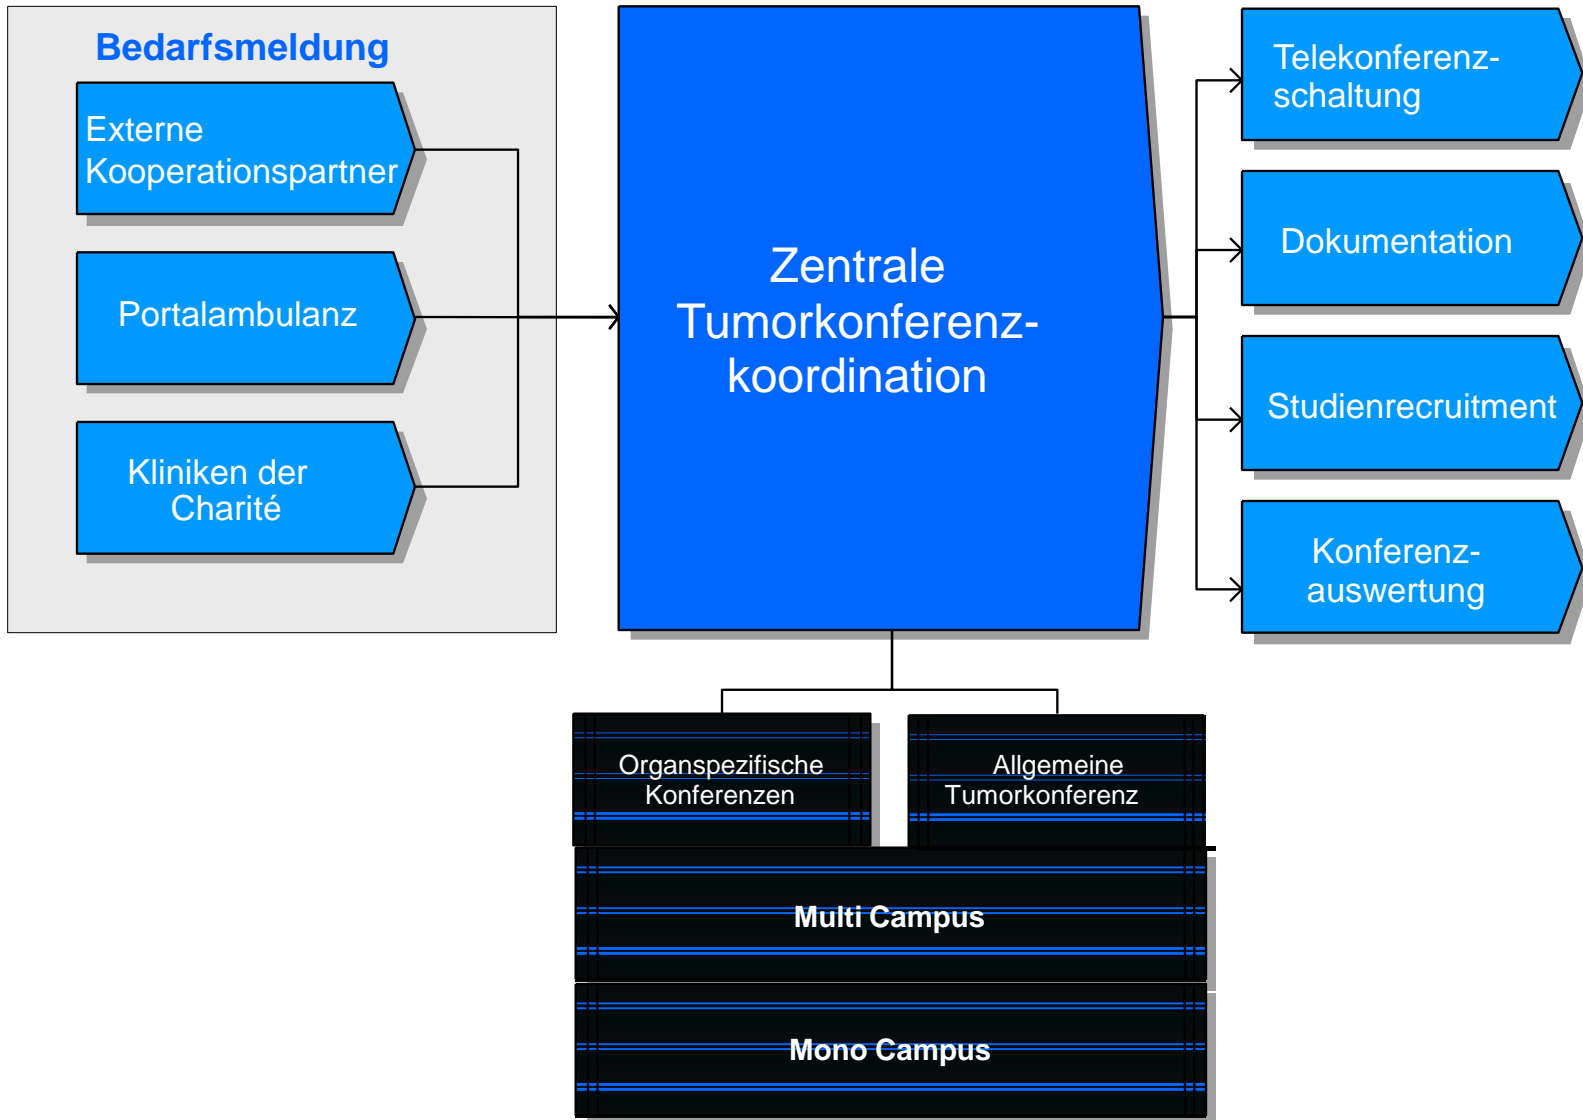 Bedarfsmeldung
Externe
Kooperationspartner
Portalambulanz
Kliniken der
Charité
Zentrale
Tumorkonferenz-
koordination
Telekonferenz-
schaltung
Dokumentation
Studienrecruitment
Konferenz-
auswertung
Organspezifische
Konferenzen
Allgemeine
Tumorkonferenz
Multi Campus
Mono Campus